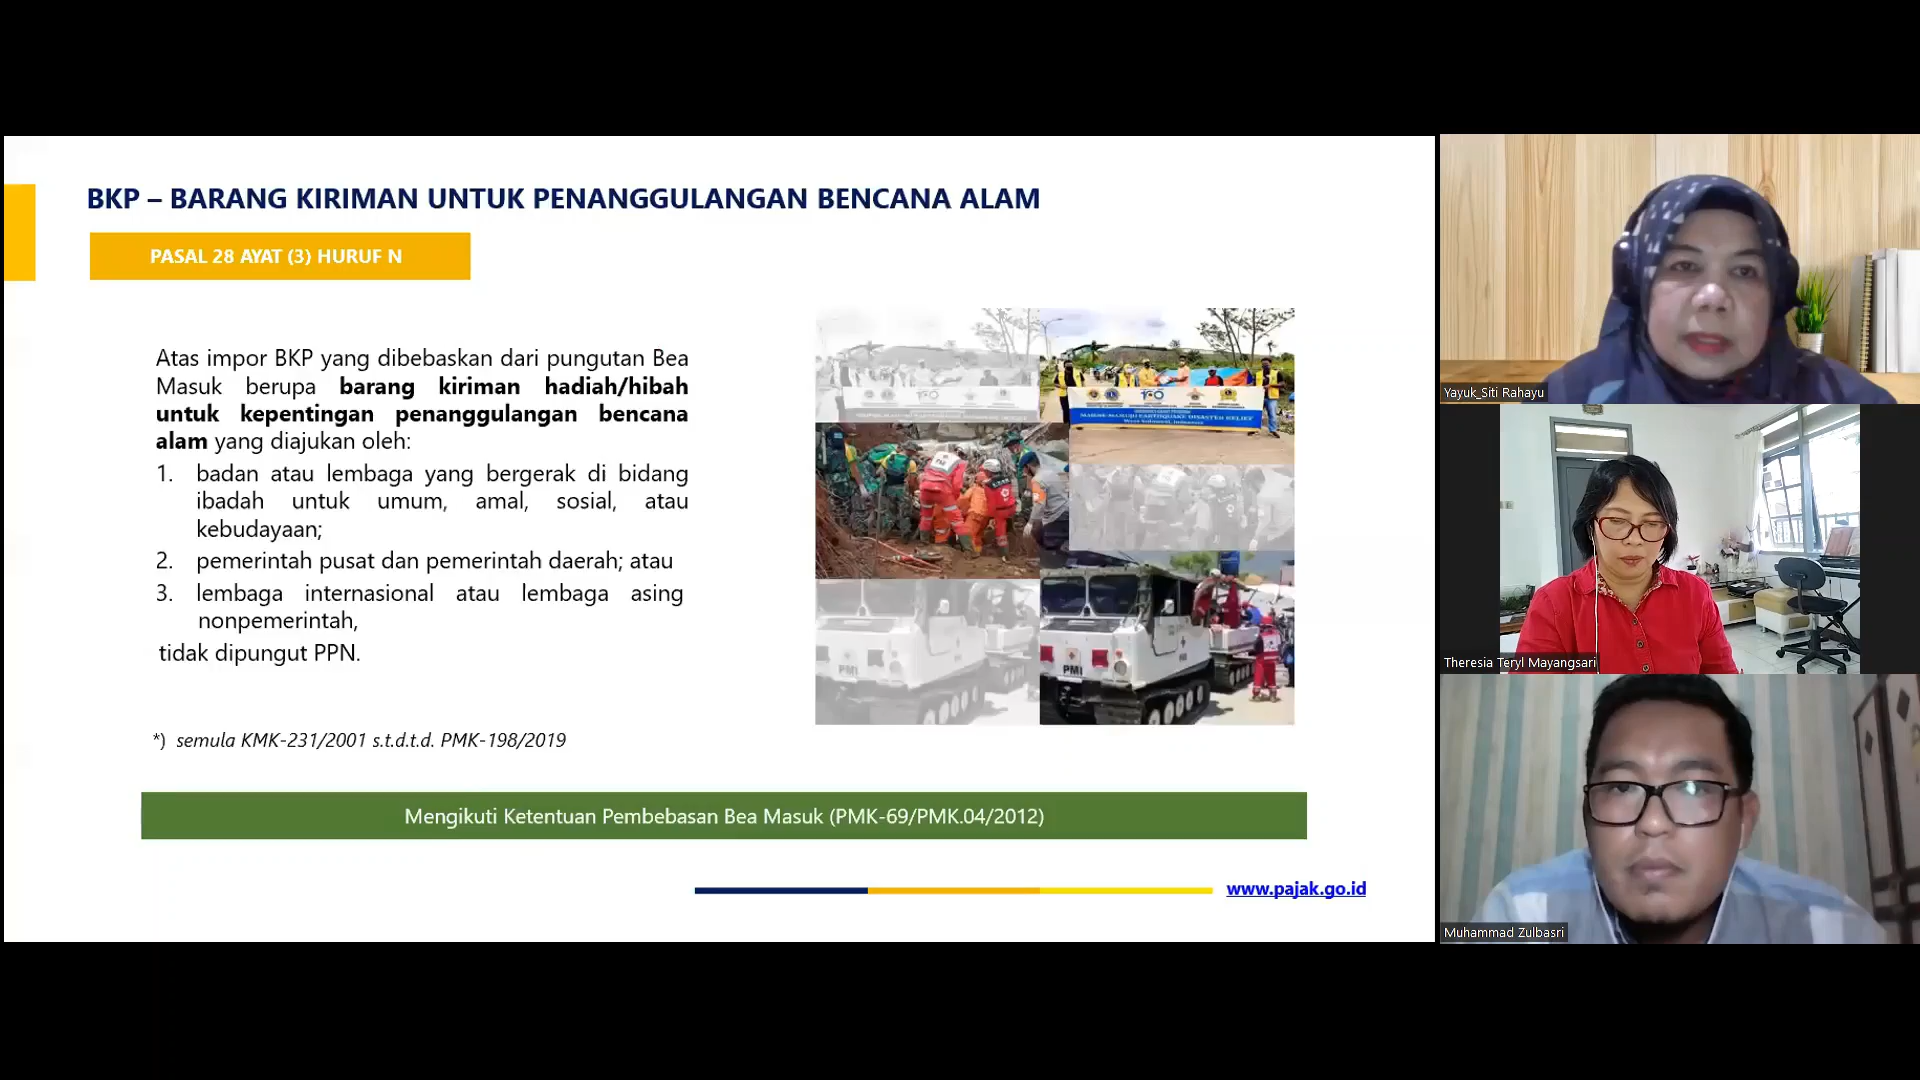 BKP – BARANG KIRIMAN UNTUK PENANGGULANGAN BENCANA ALAM
PASAL 28 AYAT (3) HURUF N
Atas impor BKP yang dibebaskan dari pungutan Bea
Masuk berupa barang kiriman hadiah/hibah
untuk kepentingan penanggulangan bencana
alam yang diajukan oleh:
1. badan atau lembaga yang bergerak di bidang
ibadah untuk umum, amal, sosial, atau
kebudayaan;
2. pemerintah pusat dan pemerintah daerah; atau
3. lembaga internasional atau lembaga asing
nonpemerintah,
tidak dipungut PPN.
*) semula KMK-231/2001 s.t.d.t.d. PMK-198/2019
100
EARTHQUAKE DISASTER RELIEF
PMI
PMI
Mengikuti Ketentuan Pembebasan Bea Masuk (PMK-69/PMK.04/2012)
www.pajak.go.id
Yayuk_Siti Rahayu
Theresia Teryl Mayangsari
Muhammad Zulbasri